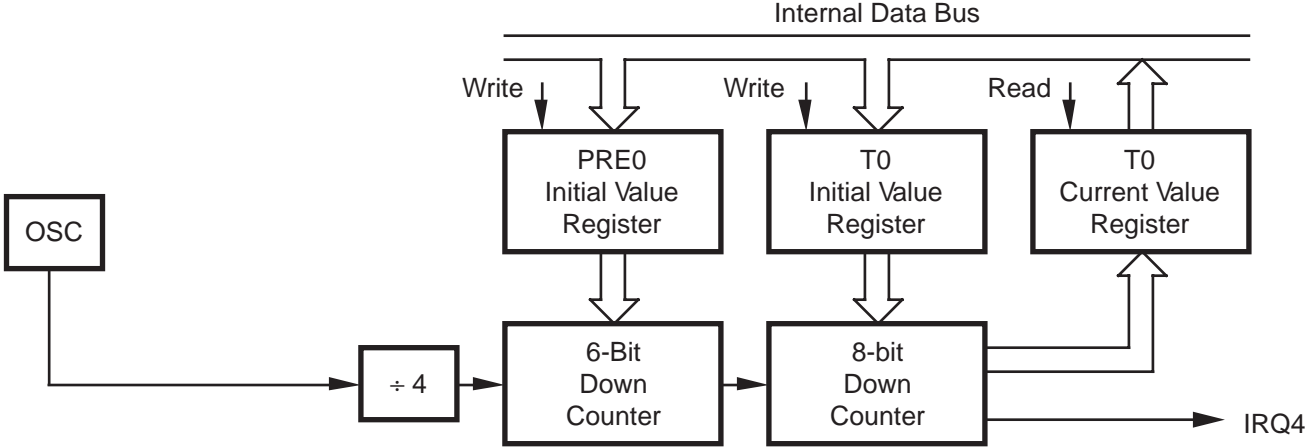 Internal Data Bus
Write
Write
Read
PRE0
Initial Value
Register
T0
Initial Value
Register
T0
Current Value
Register
OSC
÷ 4
6-Bit
Down
Counter
8-bit
Down
Counter
IRQ4